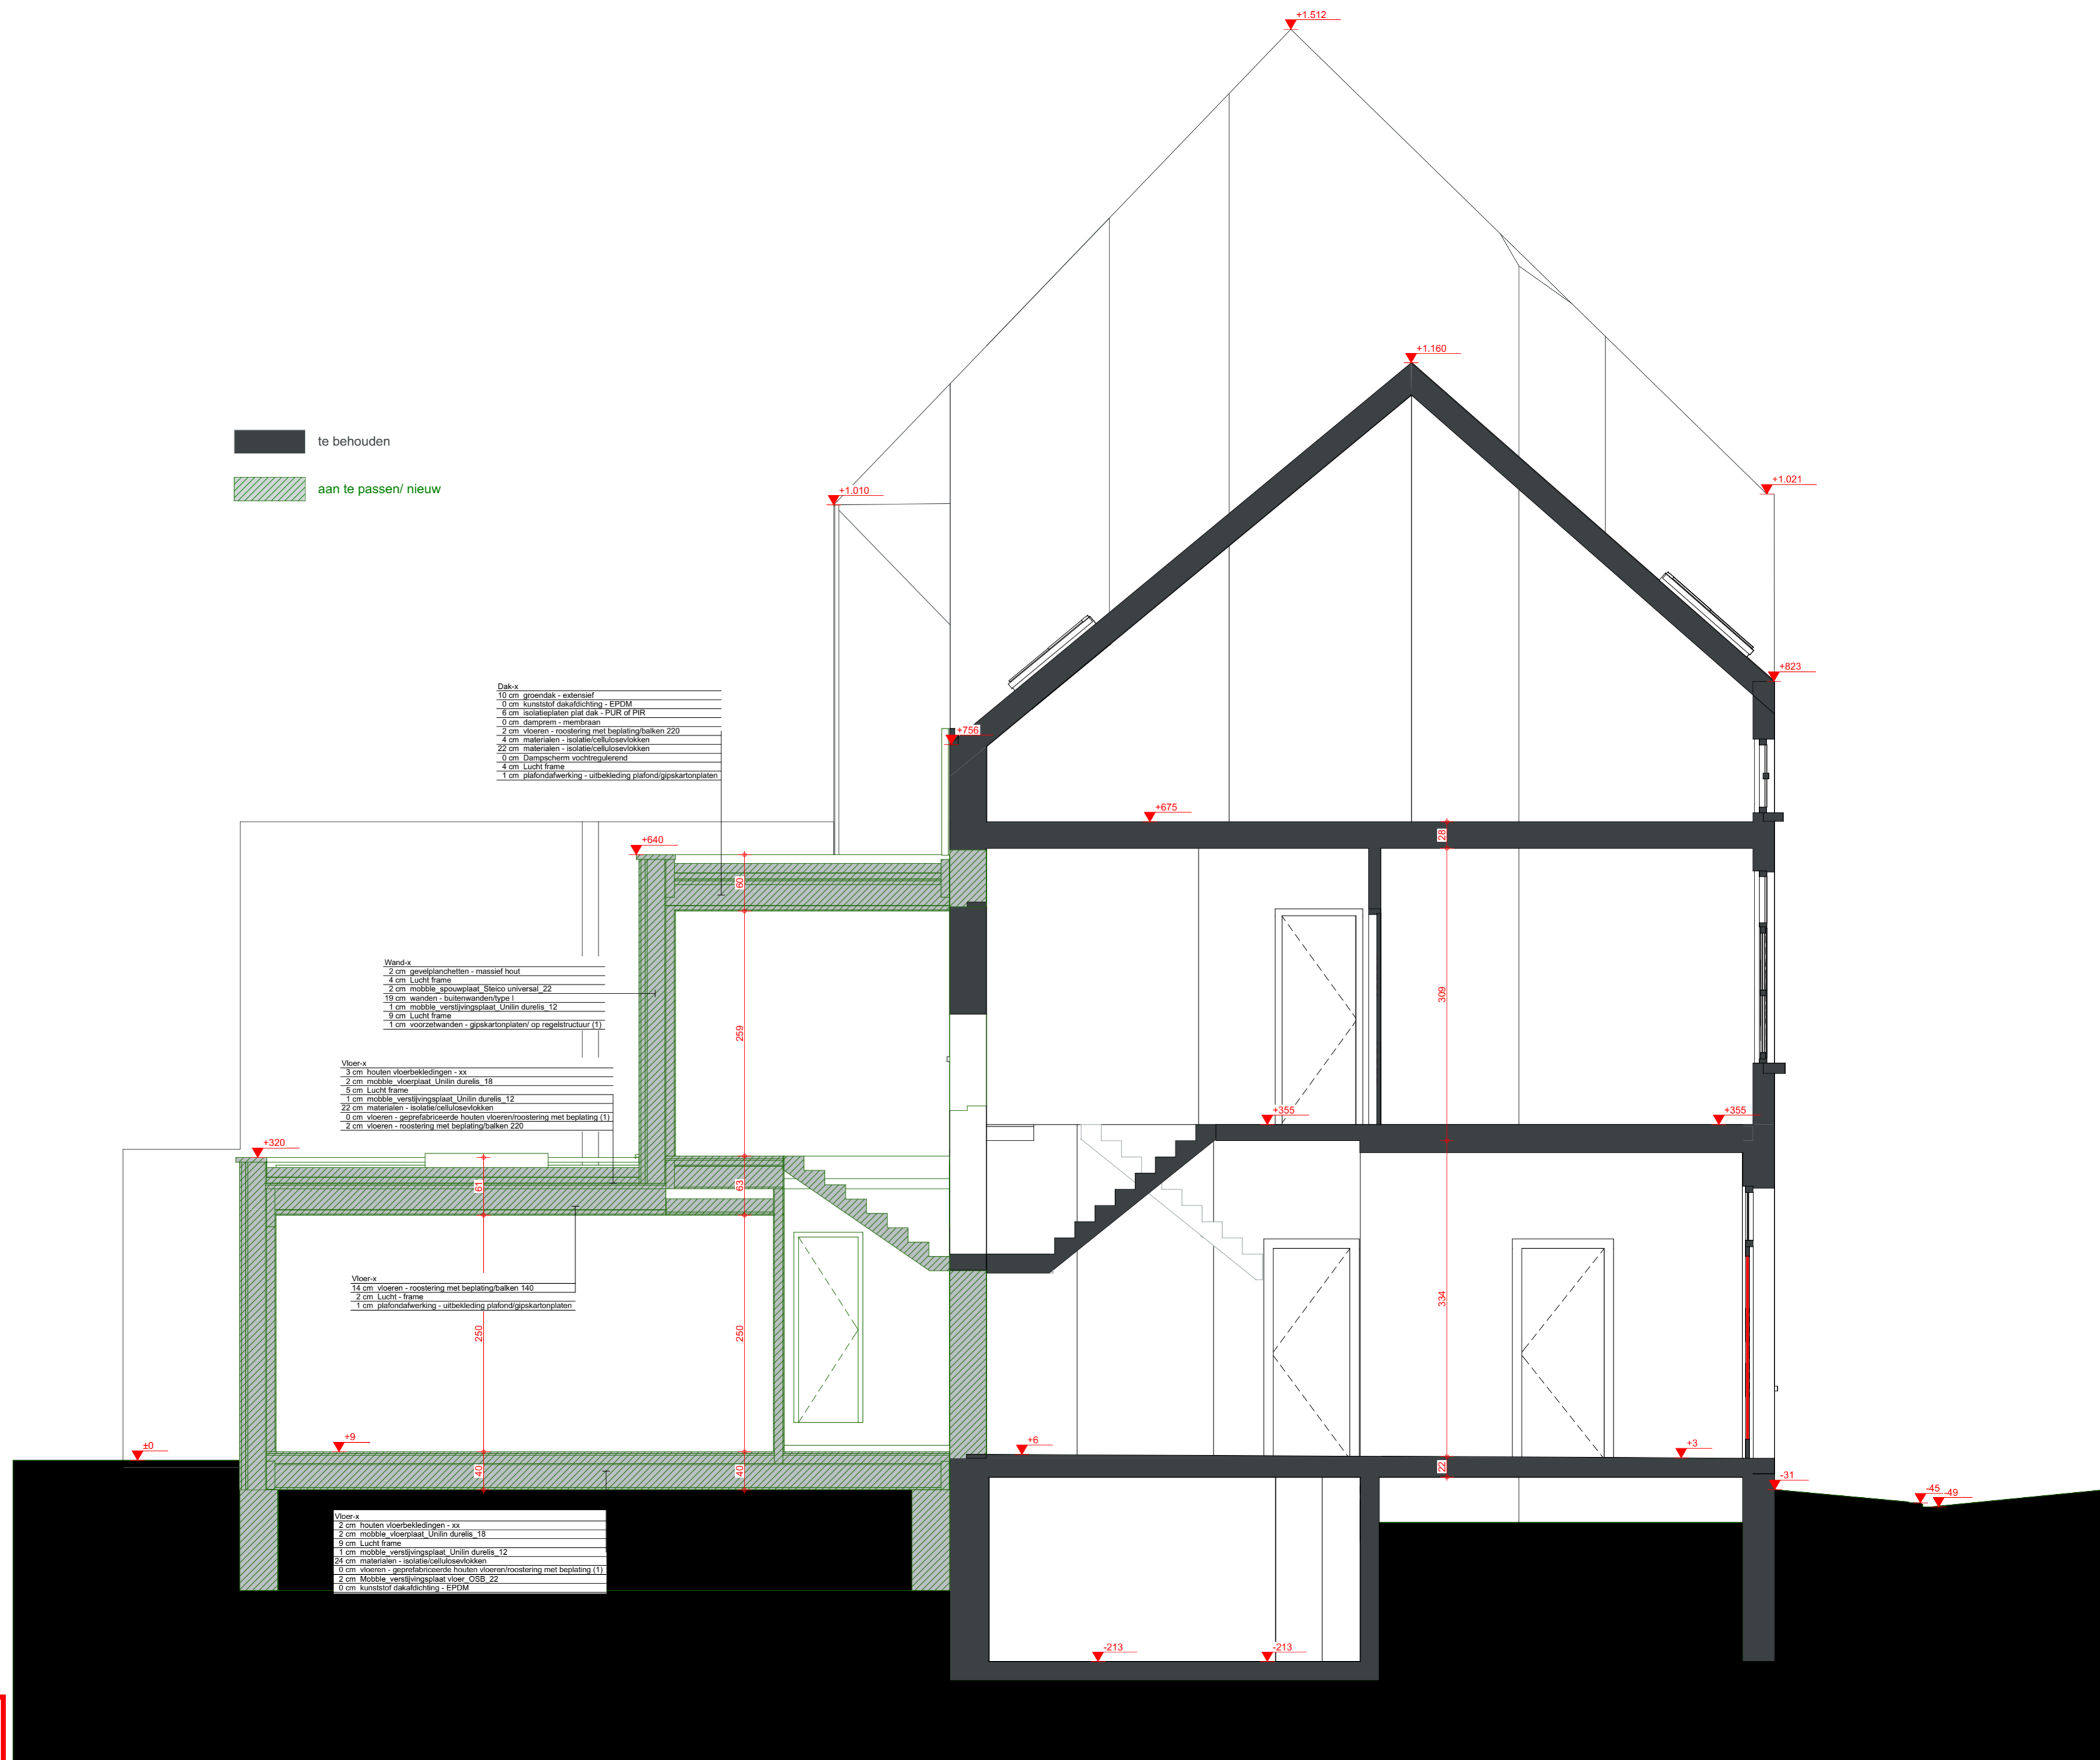 +1.512
+1.160
te behouden
aan te passen/ nieuw
+1.010
+1.021
+823
Dak-x
10 cm groendak - extensief
0 cm kunststof dakafdichting - EPDM
6 cm isolatieplaten plat dak - PUR of PIR
0 cm damprem - membraan
2 cm vloeren - roostering met beplating/balken 220
4 cm materialen - isolatie/cellulosevlokken
22 cm materialen - isolatie/cellulosevlokken
0 cm Dampscherm vochtregulerend
4 cm Lucht frame
1 cm plafondafwerking - uitbekleding plafond/gipskartonplaten
+756
+675
28
+640
60
Wand-x
2 cm gevelplanchetten - massief hout
4 cm Lucht frame
2 cm mobble_spouwplaat_Steico universal_22
19 cm wanden - buitenwanden/type I
1 cm mobble_verstijvingsplaat_Unilin durelis_12
9 cm Lucht frame
1 cm voorzetwanden - gipskartonplaten/ op regelstructuur (1)
259
309
Vloer-x
3 cm houten vloerbekledingen - xx
2 cm mobble_vloerplaat_Unilin durelis_18
5 cm Lucht frame
1 cm mobble_verstijvingsplaat_Unilin durelis_12
22 cm materialen - isolatie/cellulosevlokken
0 cm vloeren - geprefabriceerde houten vloeren/roostering met beplating (1)
2 cm vloeren - roostering met beplating/balken 220
+355
+355
+320
61
63
Vloer-x
14 cm vloeren - roostering met beplating/balken 140
2 cm Lucht - frame
1 cm plafondafwerking - uitbekleding plafond/gipskartonplaten
250
250
334
±0
+9
+6
+3
40
40
22
-31
-45
-49
Vloer-x
2 cm houten vloerbekledingen - xx
2 cm mobble_vloerplaat_Unilin durelis_18
9 cm Lucht frame
1 cm mobble_verstijvingsplaat_Unilin durelis_12
24 cm materialen - isolatie/cellulosevlokken
0 cm vloeren - geprefabriceerde houten vloeren/roostering met beplating (1)
2 cm Mobble_verstijvingsplaat vloer_OSB_22
0 cm kunststof dakafdichting - EPDM
-213
-213